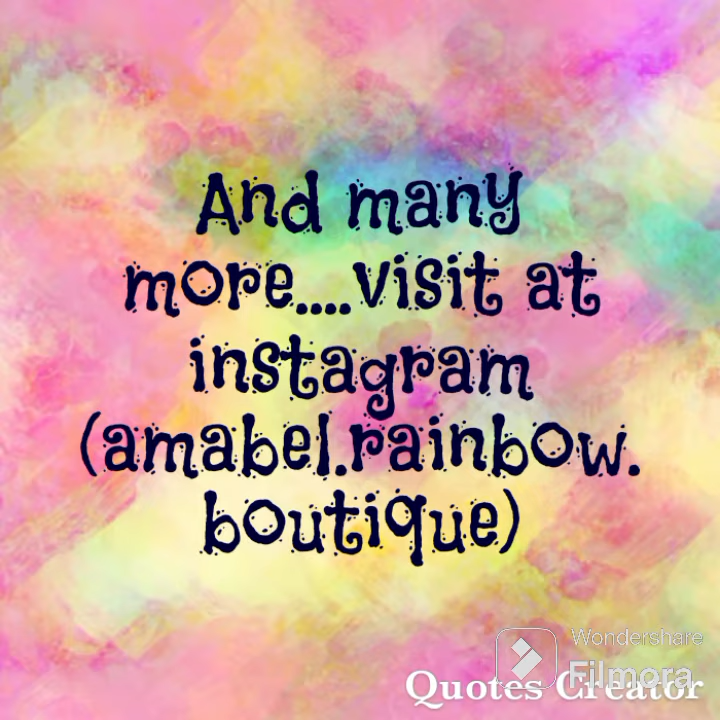 And many
more....visit at
instagram
(amabel.rainbow.
boutique)
Wondershare
Filmora
Quotes Creator